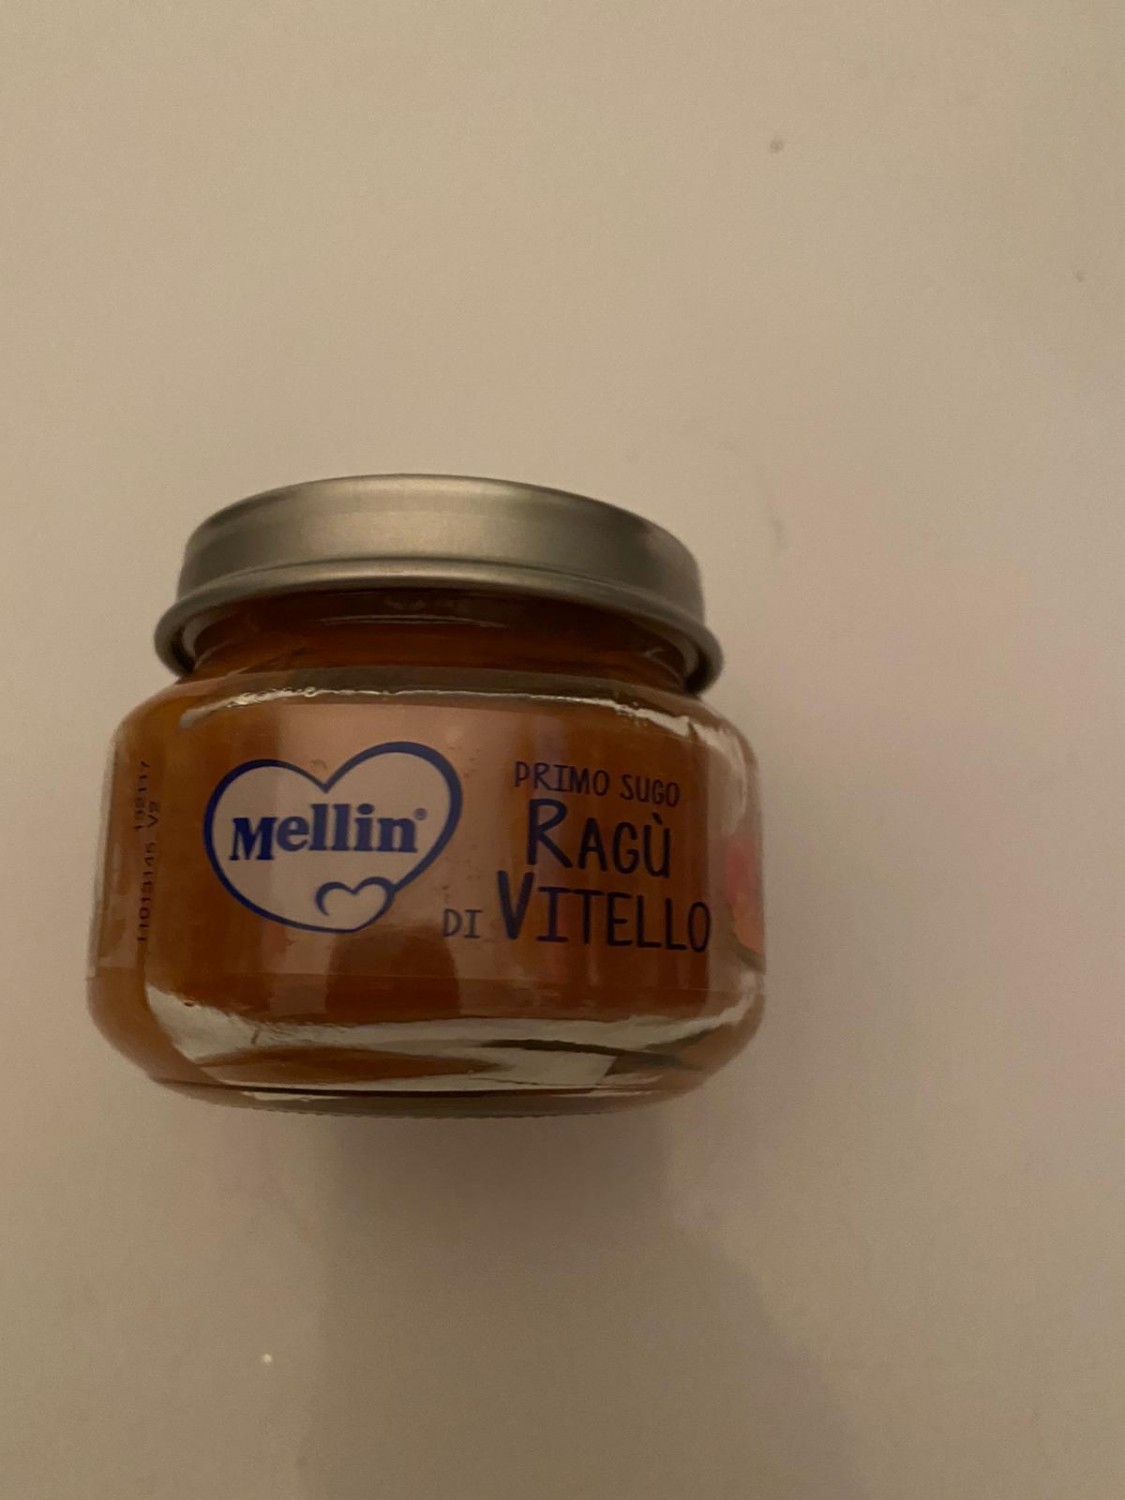 Mellin®
PRIMO SUGO
RAGÙ
DI VITELLO